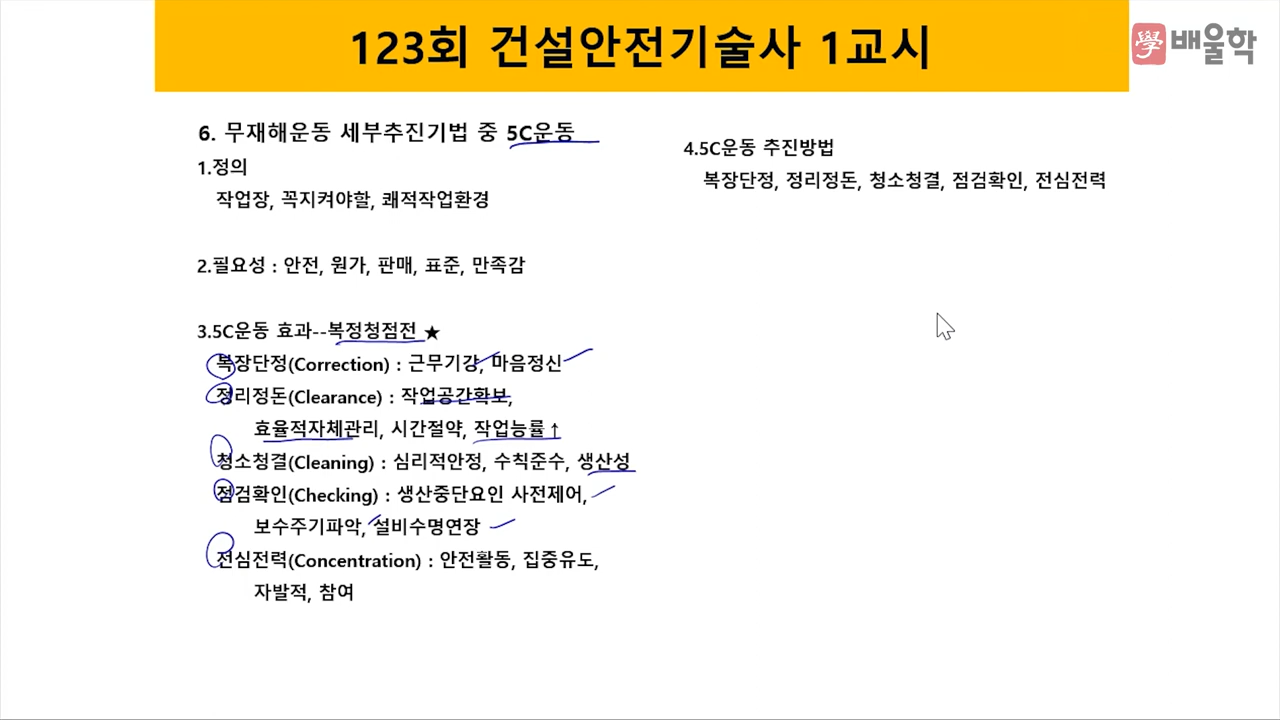 123회 건설안전기술사 1교시
學 배울학
6. 무재해운동 세부추진기법 중 5C운동
1.정의
작업장, 꼭지켜야할, 쾌적작업환경
2.필요성 : 안전, 원가, 판매, 표준, 만족감
3.5C운동 효과--복정청점전 ★
복장단정(Correction) : 근무기강, 마음정신
정리정돈(Clearance) : 작업공간확보,
효율적자체관리, 시간절약, 작업능률↑
청소청결(Cleaning) : 심리적안정, 수칙준수, 생산성
점검확인(Checking) : 생산중단요인 사전제어,
보수주기파악, 설비수명연장
전심전력(Concentration) : 안전활동, 집중유도,
자발적, 참여
4.5C운동 추진방법
복장단정, 정리정돈, 청소청결, 점검확인, 전심전력